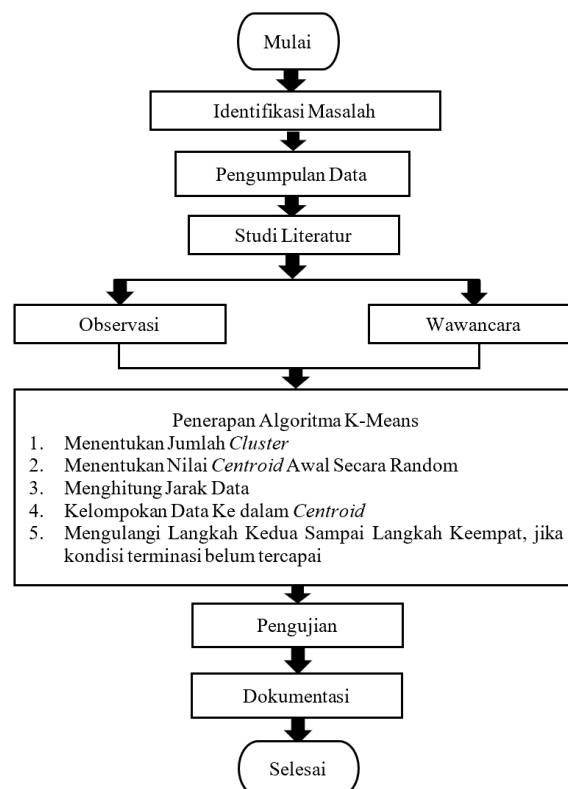 Mulai
Identifikasi Masalah
Pengumpulan Data
Studi Literatur
Observasi
Wawancara
Penerapan Algoritma K-Means
1. Menentukan Jumlah Cluster
2. Menentukan Nilai Centroid Awal Secara Random
3. Menghitung Jarak Data
4. Kelompokan Data Ke dalam Centroid
5. Mengulangi Langkah Kedua Sampai Langkah Keempat, jika
kondisi terminasi belum tercapai
Pengujian
Dokumentasi
Selesai